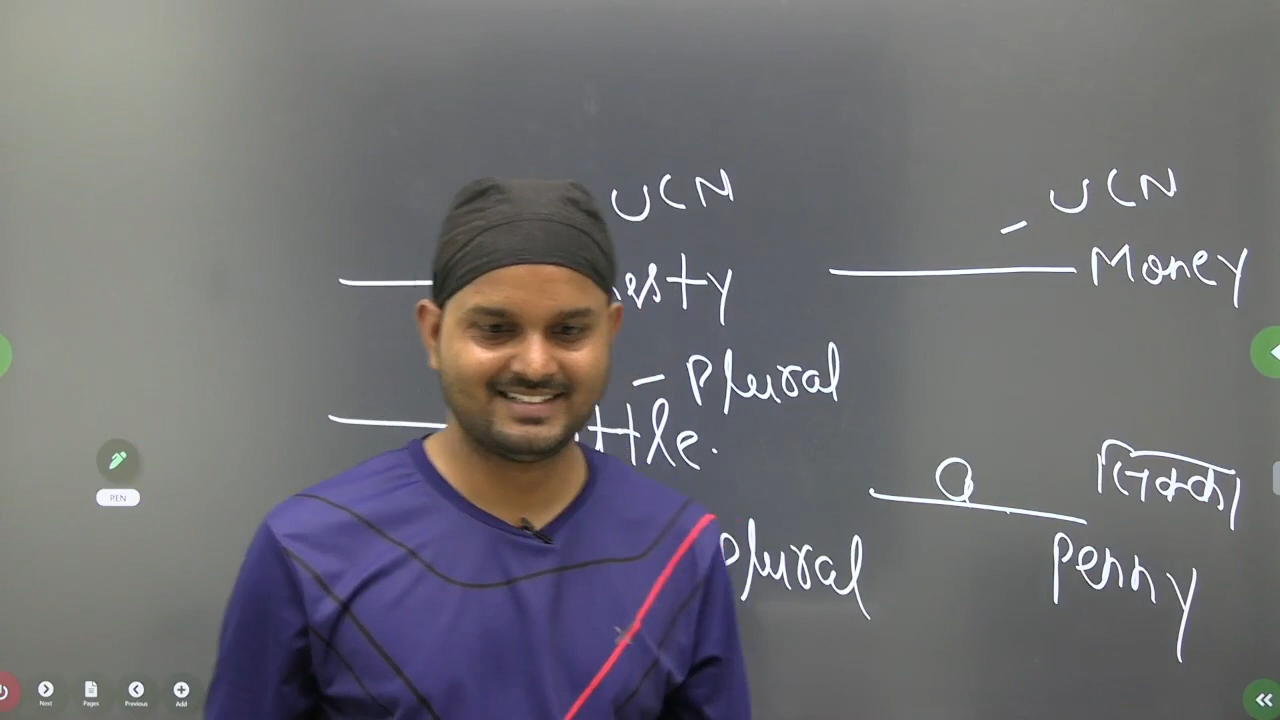 UCN
UCN
esty
Money
– Plural
ttle.
a
सिक्का
Plural
Penny
PEN
Next
Pages
Previous
Add